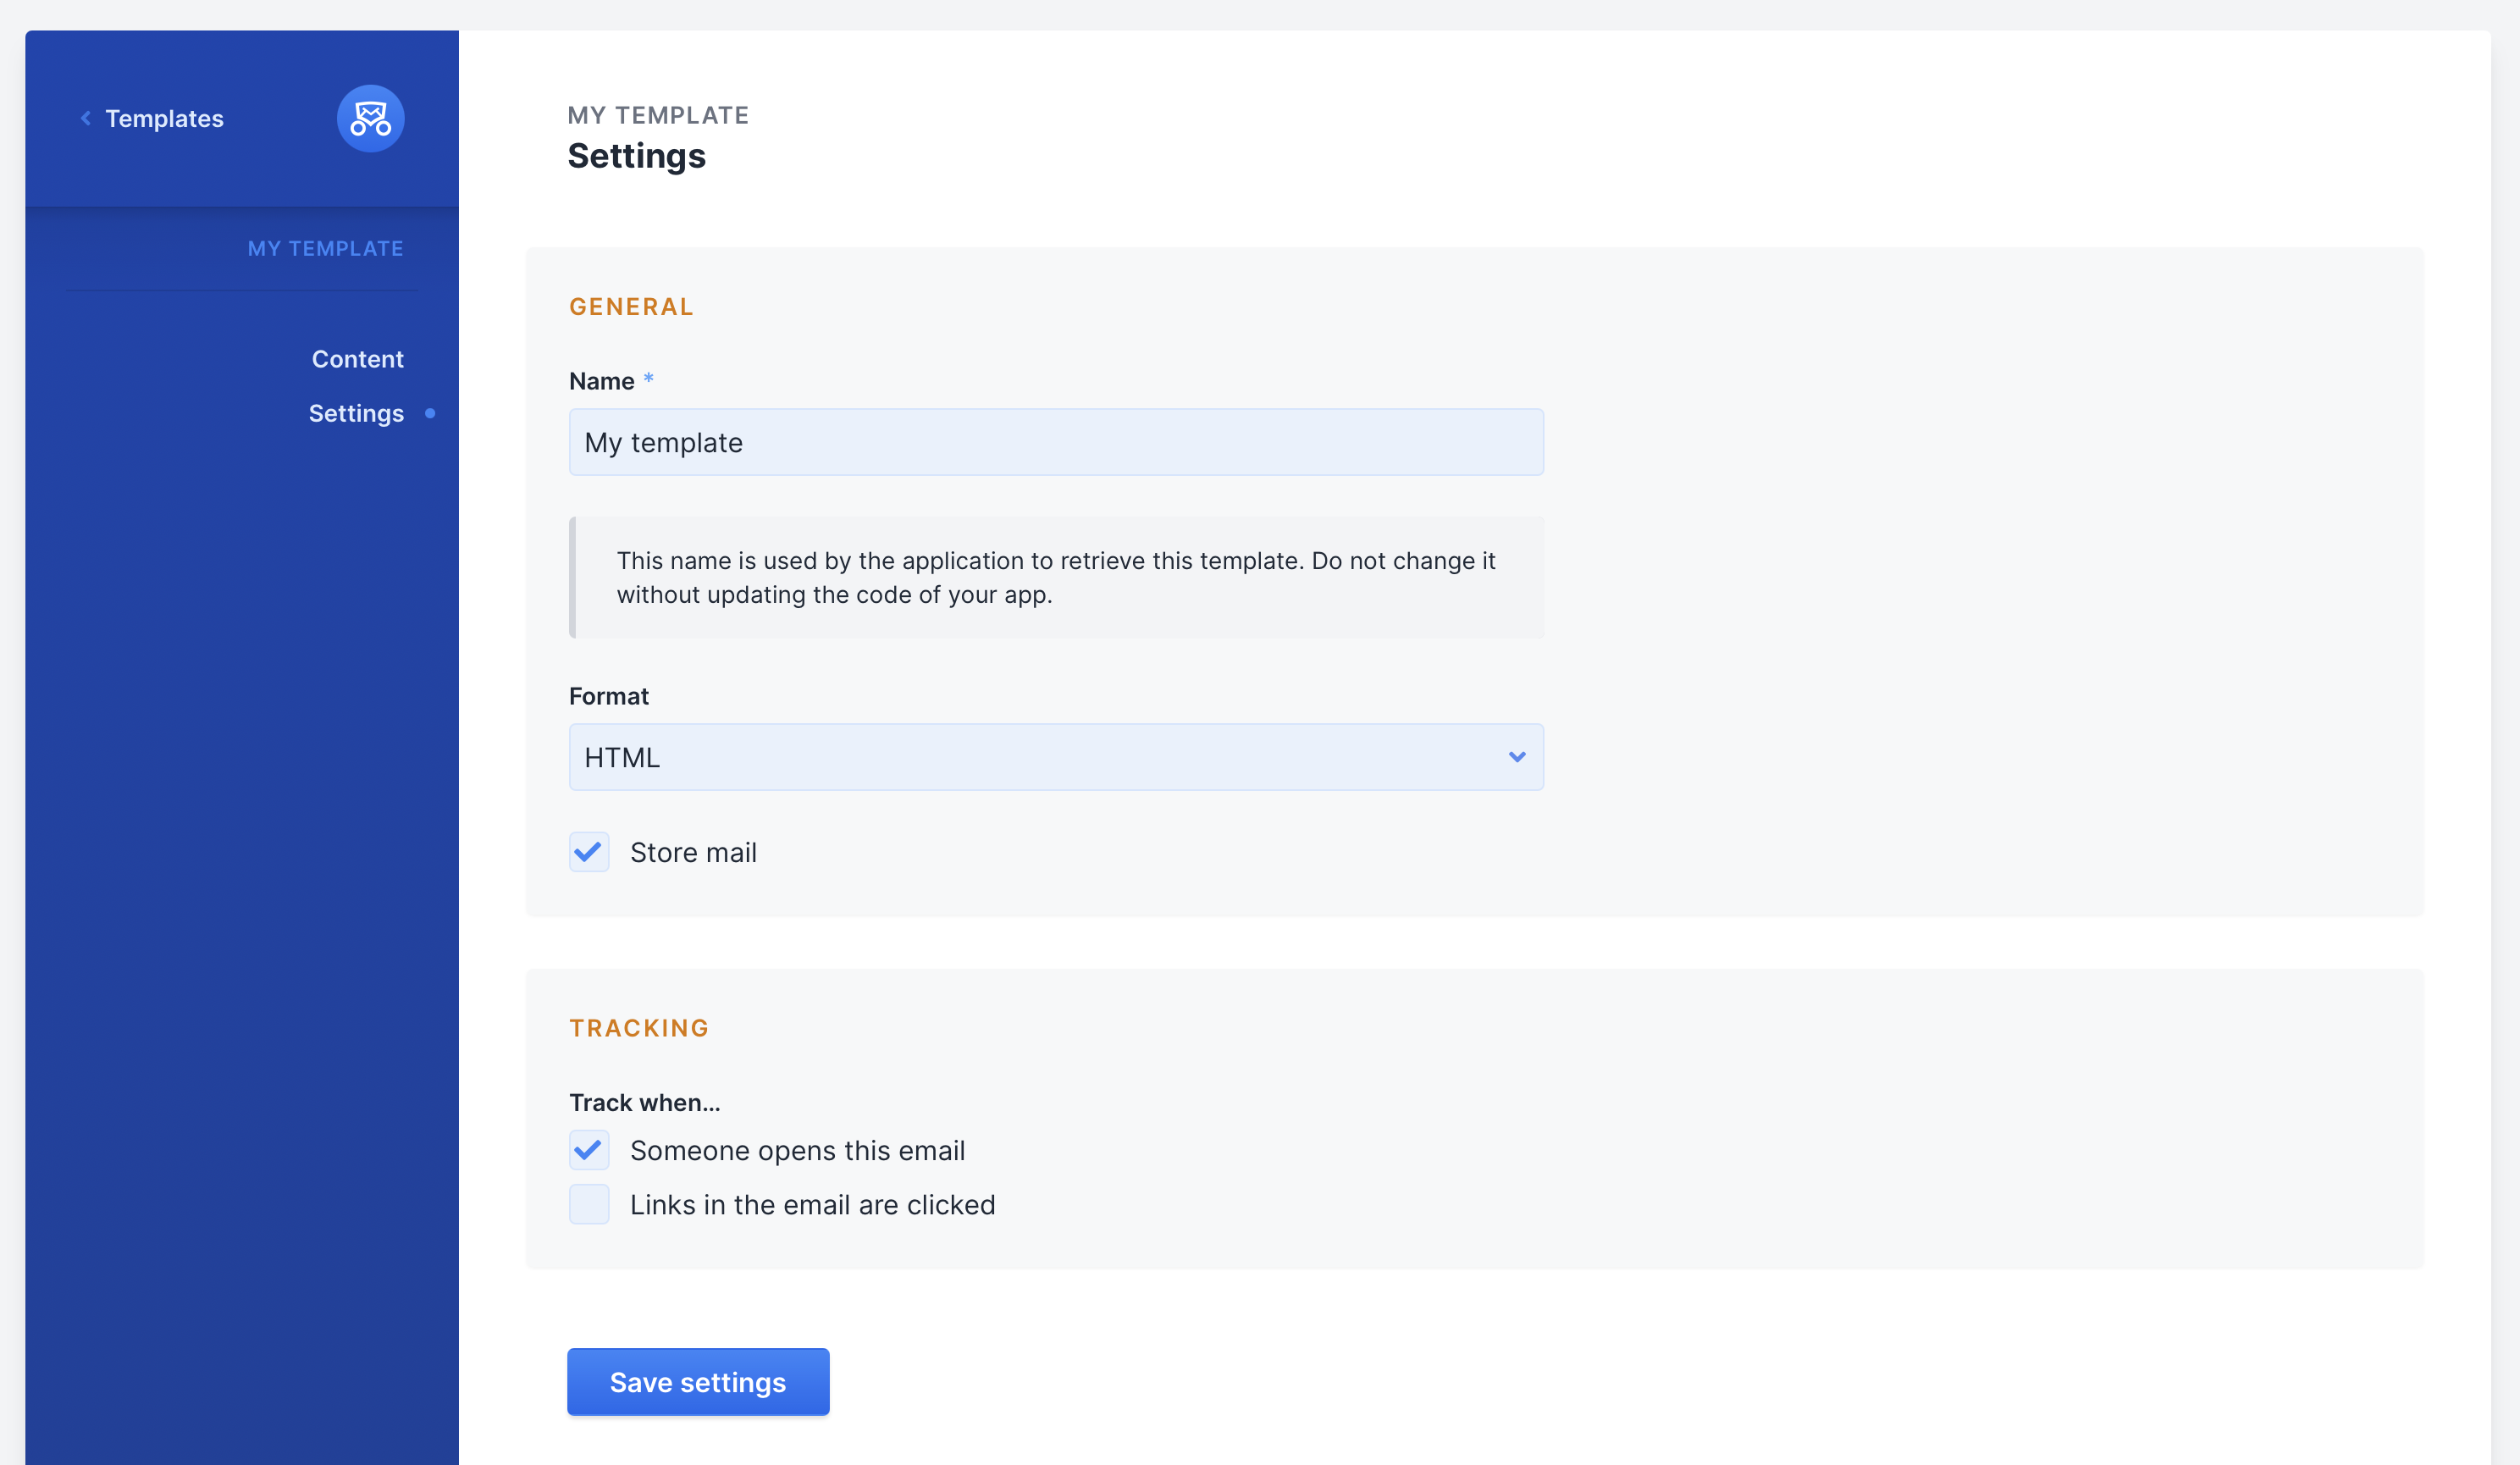 Templates
MY TEMPLATE
Content
Settings
MY TEMPLATE
Settings
GENERAL
Name *
My template
This name is used by the application to retrieve this template. Do not change it
without updating the code of your app.
Format
HTML
Store mail
TRACKING
Track when...
Someone opens this email
Links in the email are clicked
Save settings